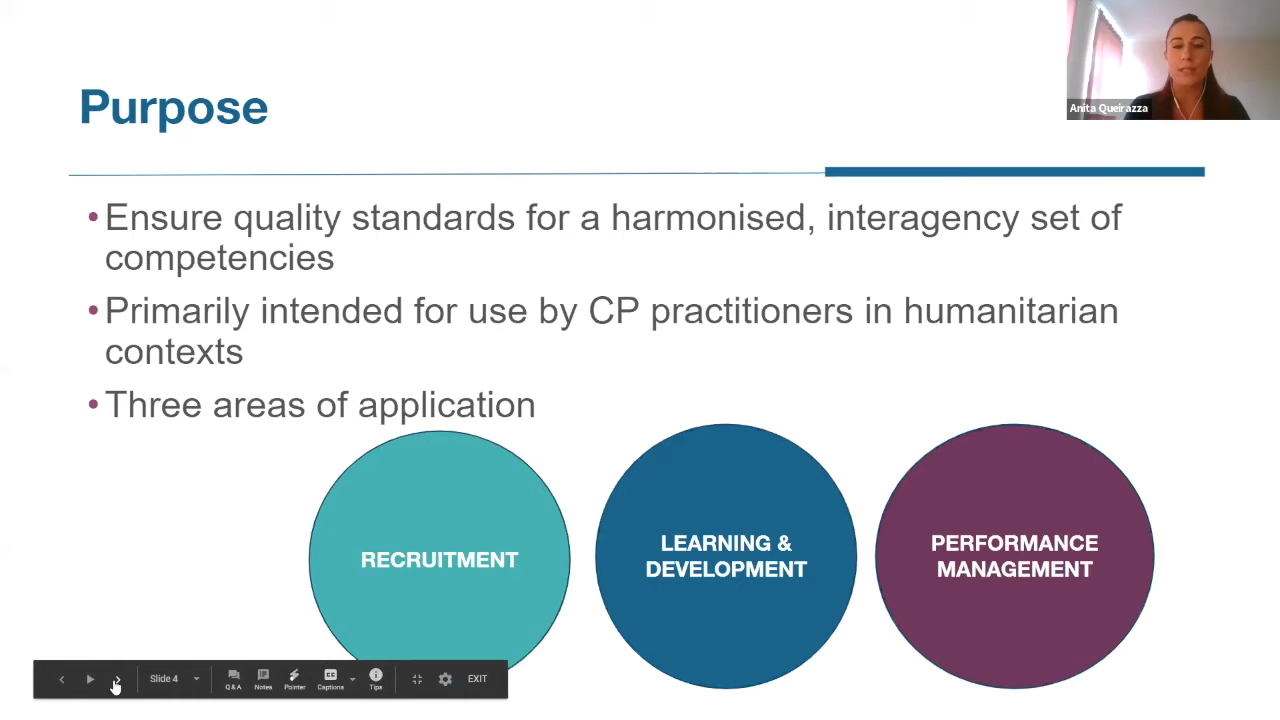 Purpose
Anita Queirazza
•Ensure quality standards for a harmonised, interagency set of
competencies
•Primarily intended for use by CP practitioners in humanitarian
contexts
•Three areas of application
RECRUITMENT
LEARNING &
DEVELOPMENT
PERFORMANCE
MANAGEMENT
Slide 4
Q&A
Notes
Pointer
CC
Captions
Tips
EXIT